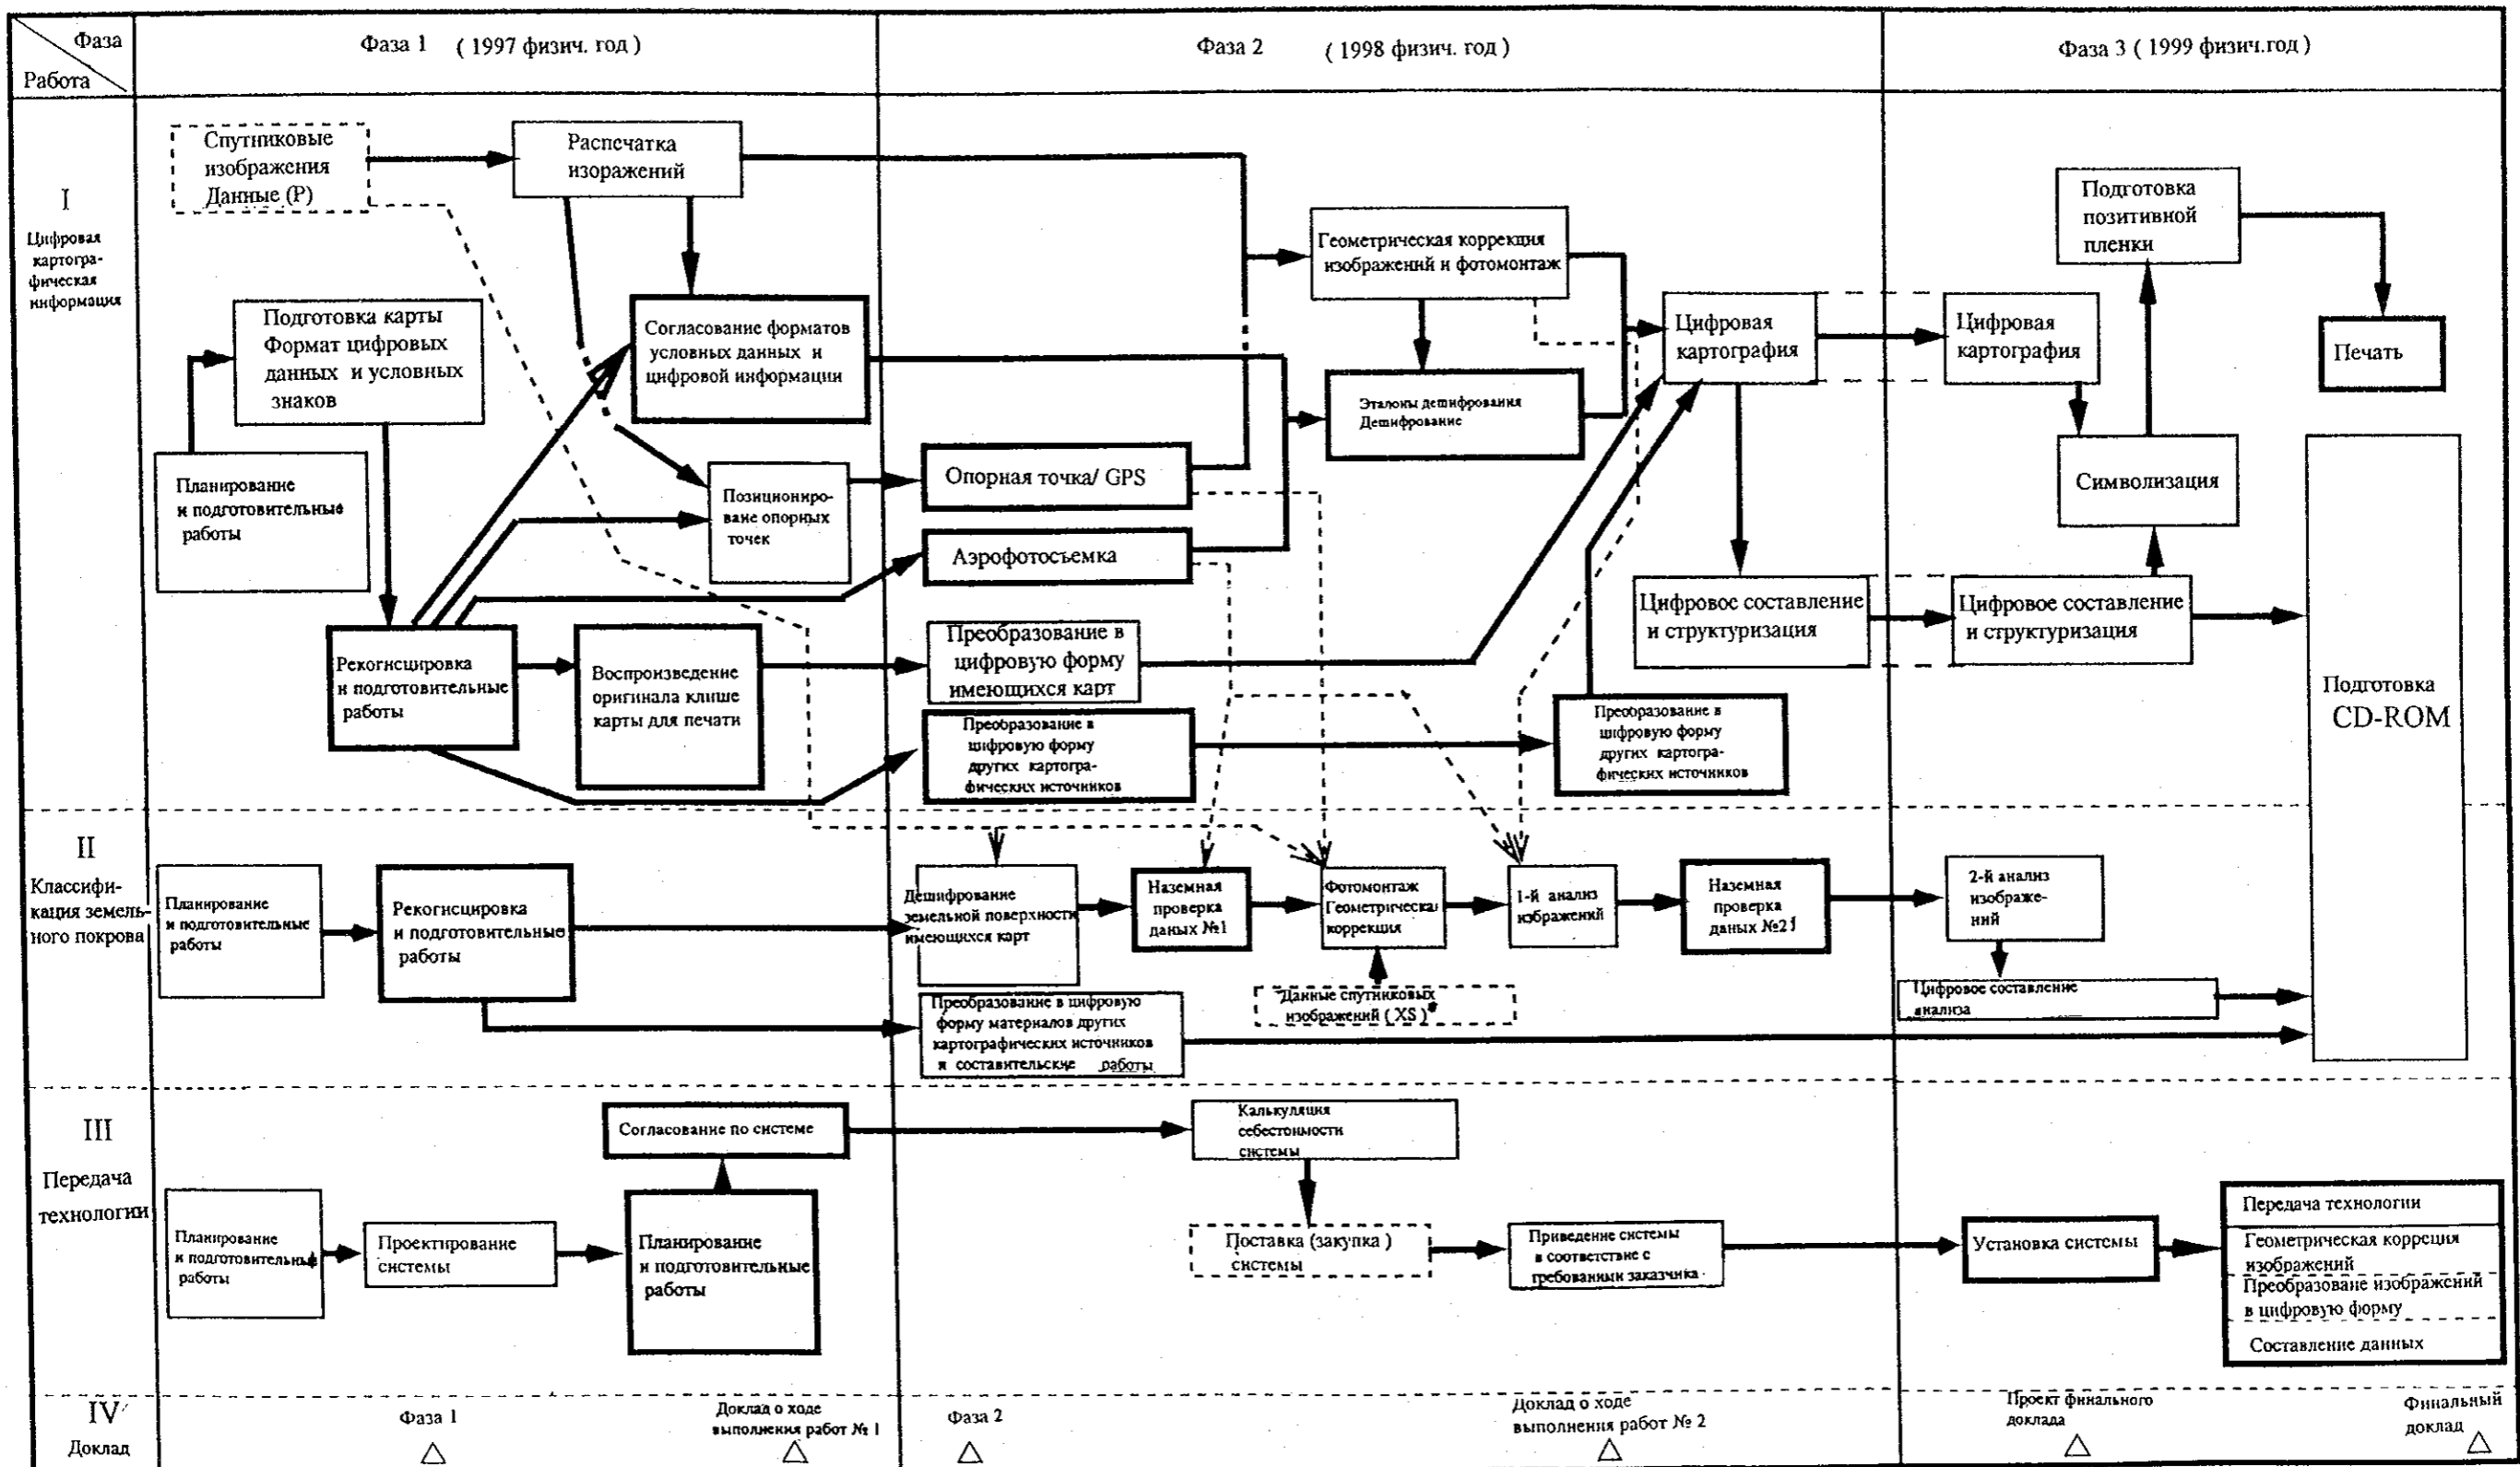 Фаза
Работа
Фаза 1 ( 1997 физич. год )
Фаза 2 ( 1998 физич. год )
Фаза 3 ( 1999 физич.год )
I
Цифровая
картогра-
фическая
информация
Спутниковые
изображения
Данные (P)
Распечатка
изоражений
Подготовка карты
Формат цифровых
данных и условных
знаков
Согласование форматов
условных данных и
цифровой информации
Планирование
и подготовительные
работы
Позициониро-
ване опорных
точек
Рекогнсцировка
и подготовительные
работы
Воспроизведение
оригинала клише
карты для печати
Опорная точка/ GPS
Аэрофотосъемка
Преобразование в
цифровую форму
имеющихся карт
Преобразование в
цифровую форму
других картогра-
фических источников
Геометрическая коррекция
изображений и фотомонтаж
Эталоны дешифрования
Дешифрование
Цифровая
картография
Цифровое составление
и структуризация
Преобразование в
цифровую форму
других картогра-
фических источников
Подготовка
позитивной
пленки
Цифровая
картография
Печать
Символизация
Цифровое составление
и структуризация
Подготовка
CD-ROM
II
Классифи-
кация земель-
ного покрова
Планирование
и подготовительные
работы
Рекогнсцировка
и подготовительные
работы
Дешифрование
земельной поверхности
имеющихся карт
Наземная
проверка
даных №1
Фотомонтаж
Геометрическая
коррекция
1-й анализ
изображений
Наземная
проверка
даных №2
2-й анализ
изображе-
ний
Данные спутниковых
изображений ( XS )
Преобразование в цифровую
форму материалов других
картографических источников
и составительские работы
Цифровое составление
анализа
III
Передача
технологии
Согласование по системе
Калькуляция
себестоимости
системы
Планирование
и подготовительные
работы
Проектирование
системы
Планирование
и подготовительные
работы
Поставка (закупка )
системы
Приведение системы
в соответствие с
требованими заказчика
Установка системы
Передача технологии
Геометрическая корреция
изображений
Преобразоване изображений
в цифровую форму
Составление данных
IV
Доклад
Фаза 1
Доклад о ходе
выполнения работ № 1
Фаза 2
Доклад о ходе
выполнения работ № 2
Проект финального
доклада
Финальный
доклад